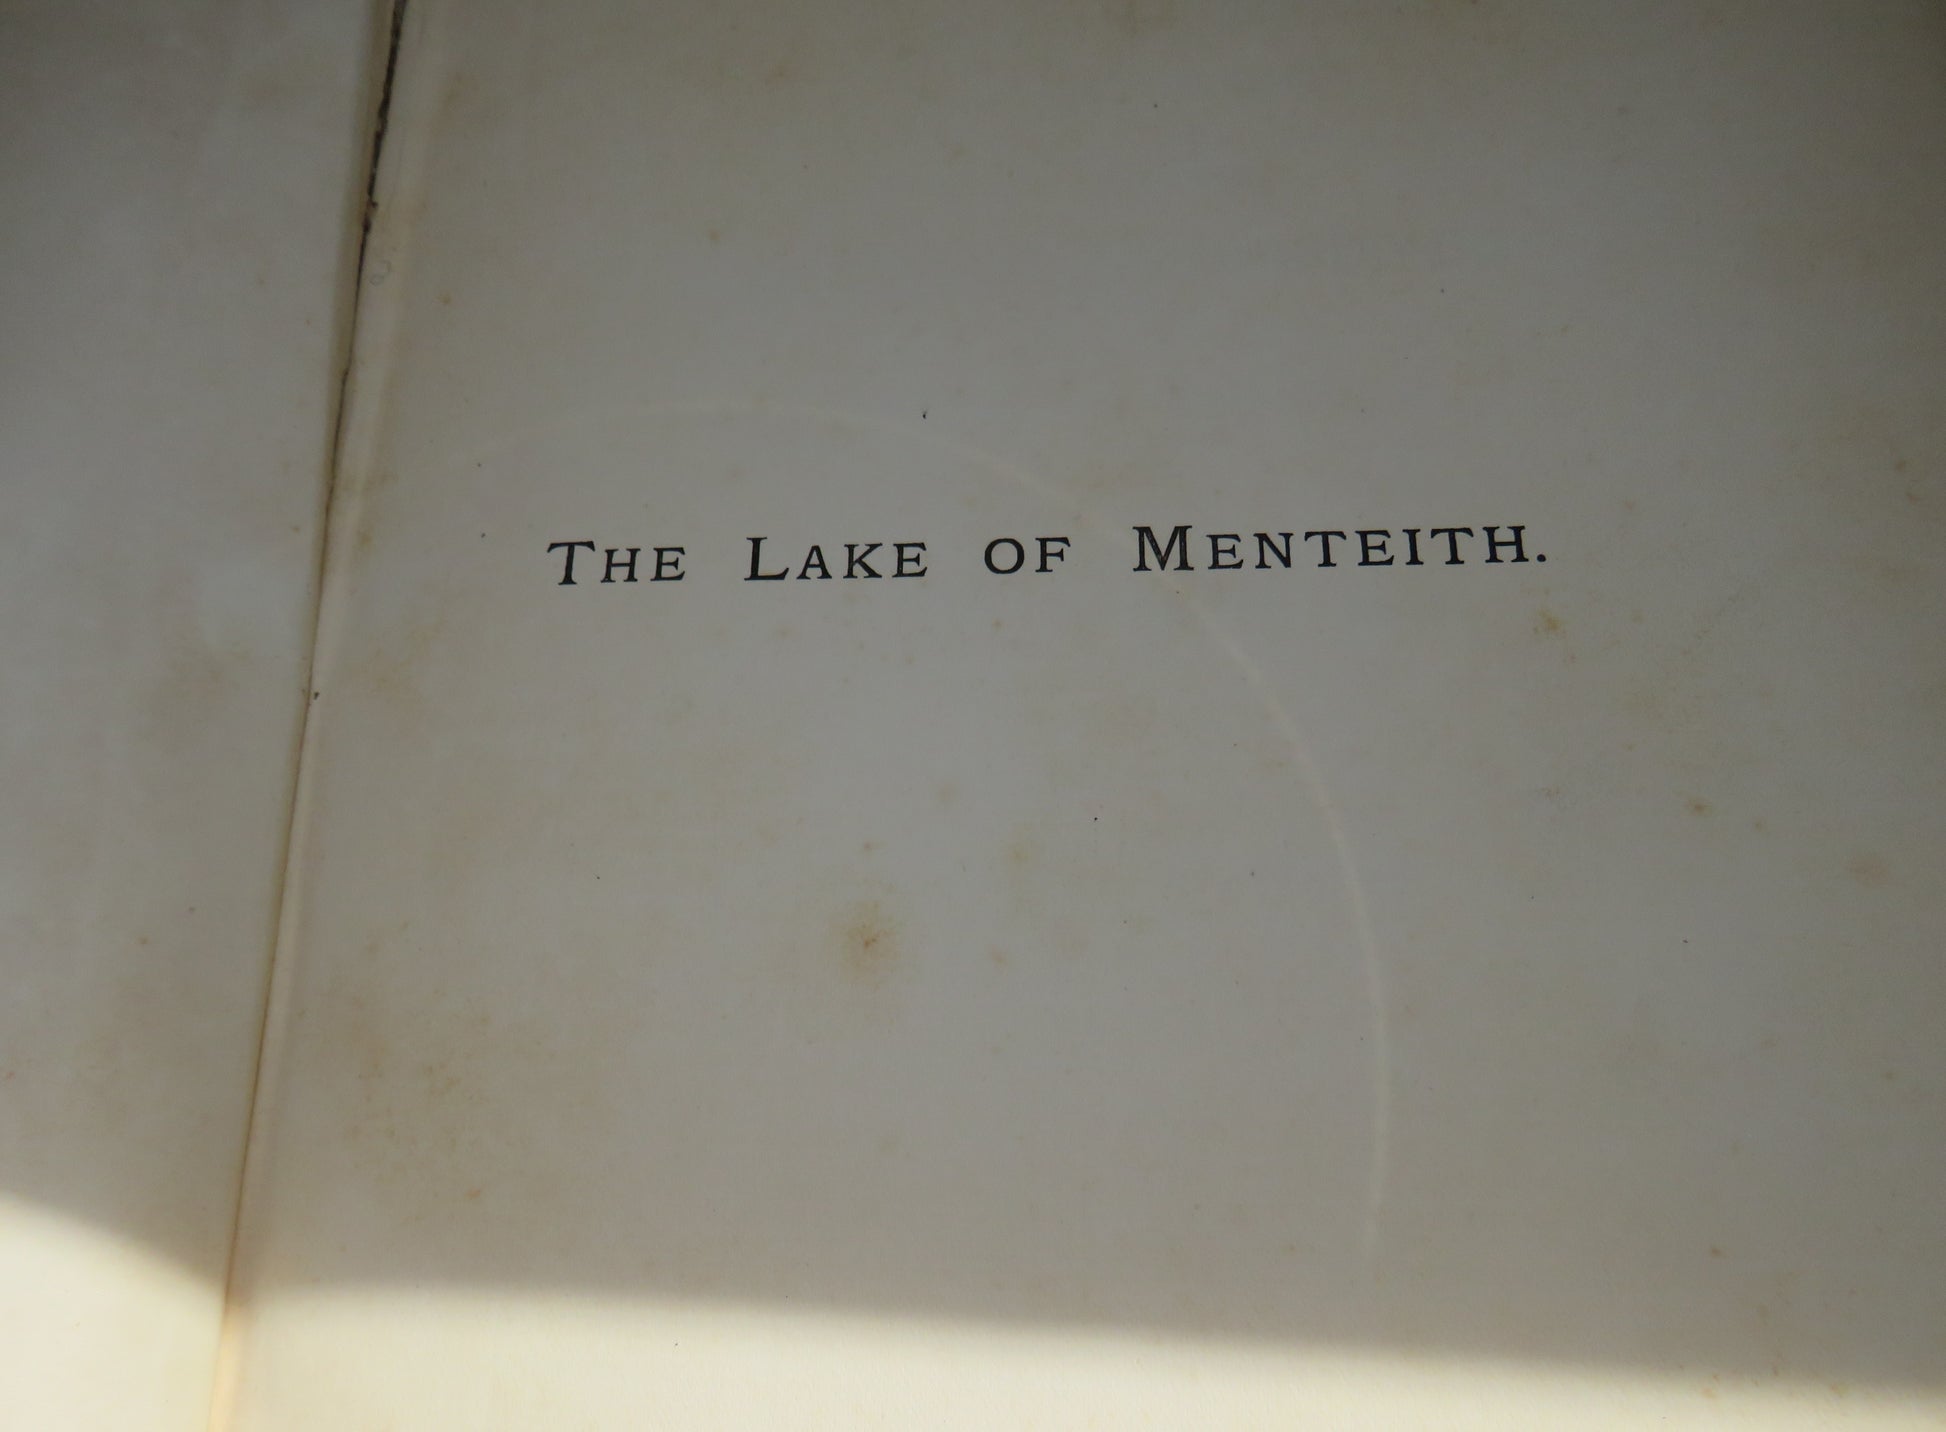 The Lake of Menteith.